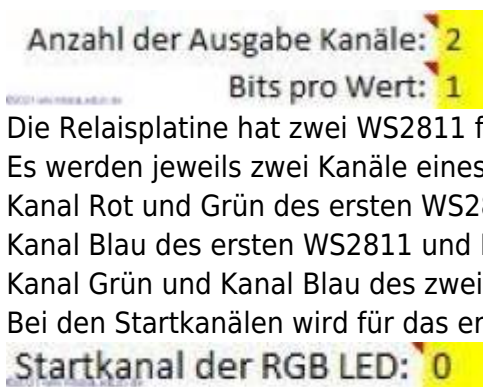 Anzahl der Ausgabe Kanäle: 2
Bits pro Wert: 1
Die Relaisplatine hat zwei WS2811 f
Es werden jeweils zwei Kanäle eines
Kanal Rot und Grün des ersten WS28
Kanal Blau des ersten WS2811 und
Kanal Grün und Kanal Blau des zwei
Bei den Startkanälen wird für das er
Startkanal der RGB LED: 0